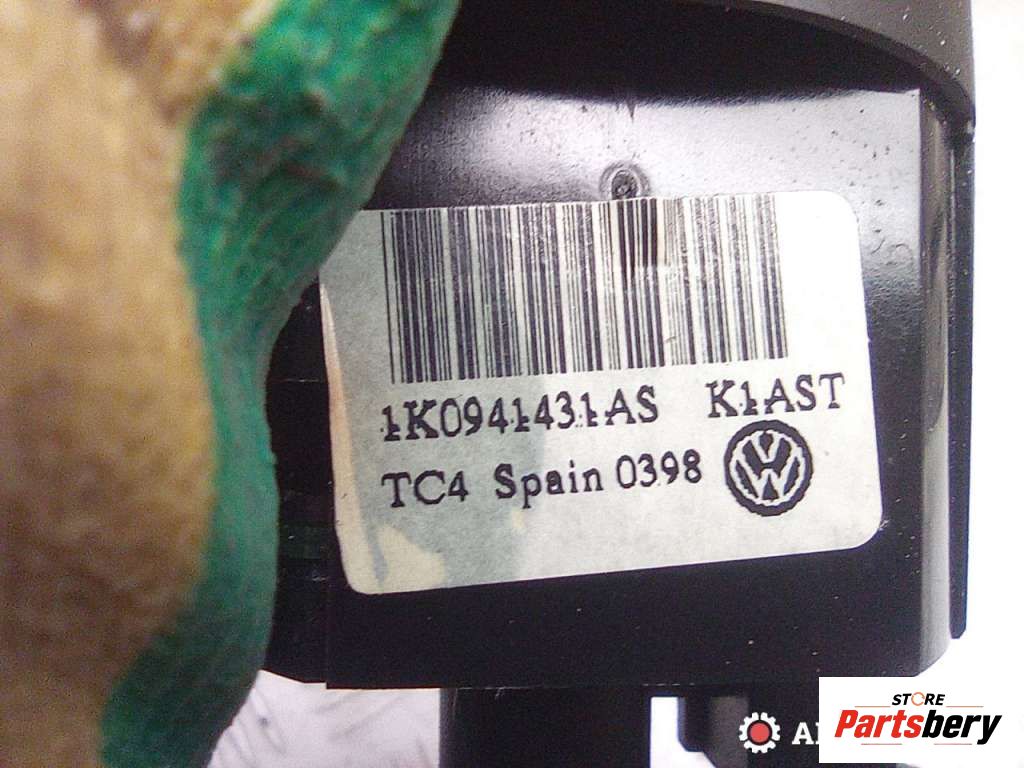 1K0941431AS K1AST
TC4 Spain 0398
STORE
Partsbery